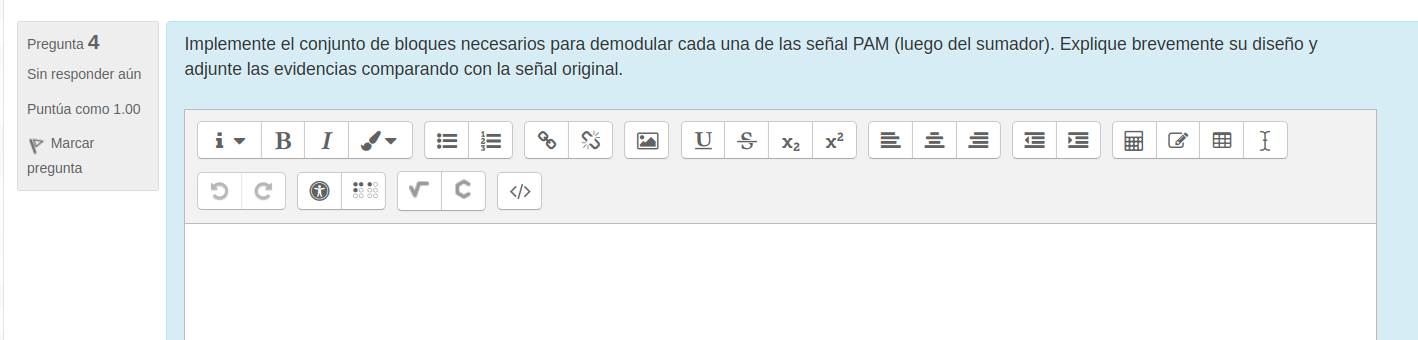 Pregunta 4
Sin responder aún
Puntúa como 1.00
Marcar
pregunta
Implemente el conjunto de bloques necesarios para demodular cada una de las señal PAM (luego del sumador). Explique brevemente su diseño y
adjunte las evidencias comparando con la señal original.
i B I U S x₂ x²